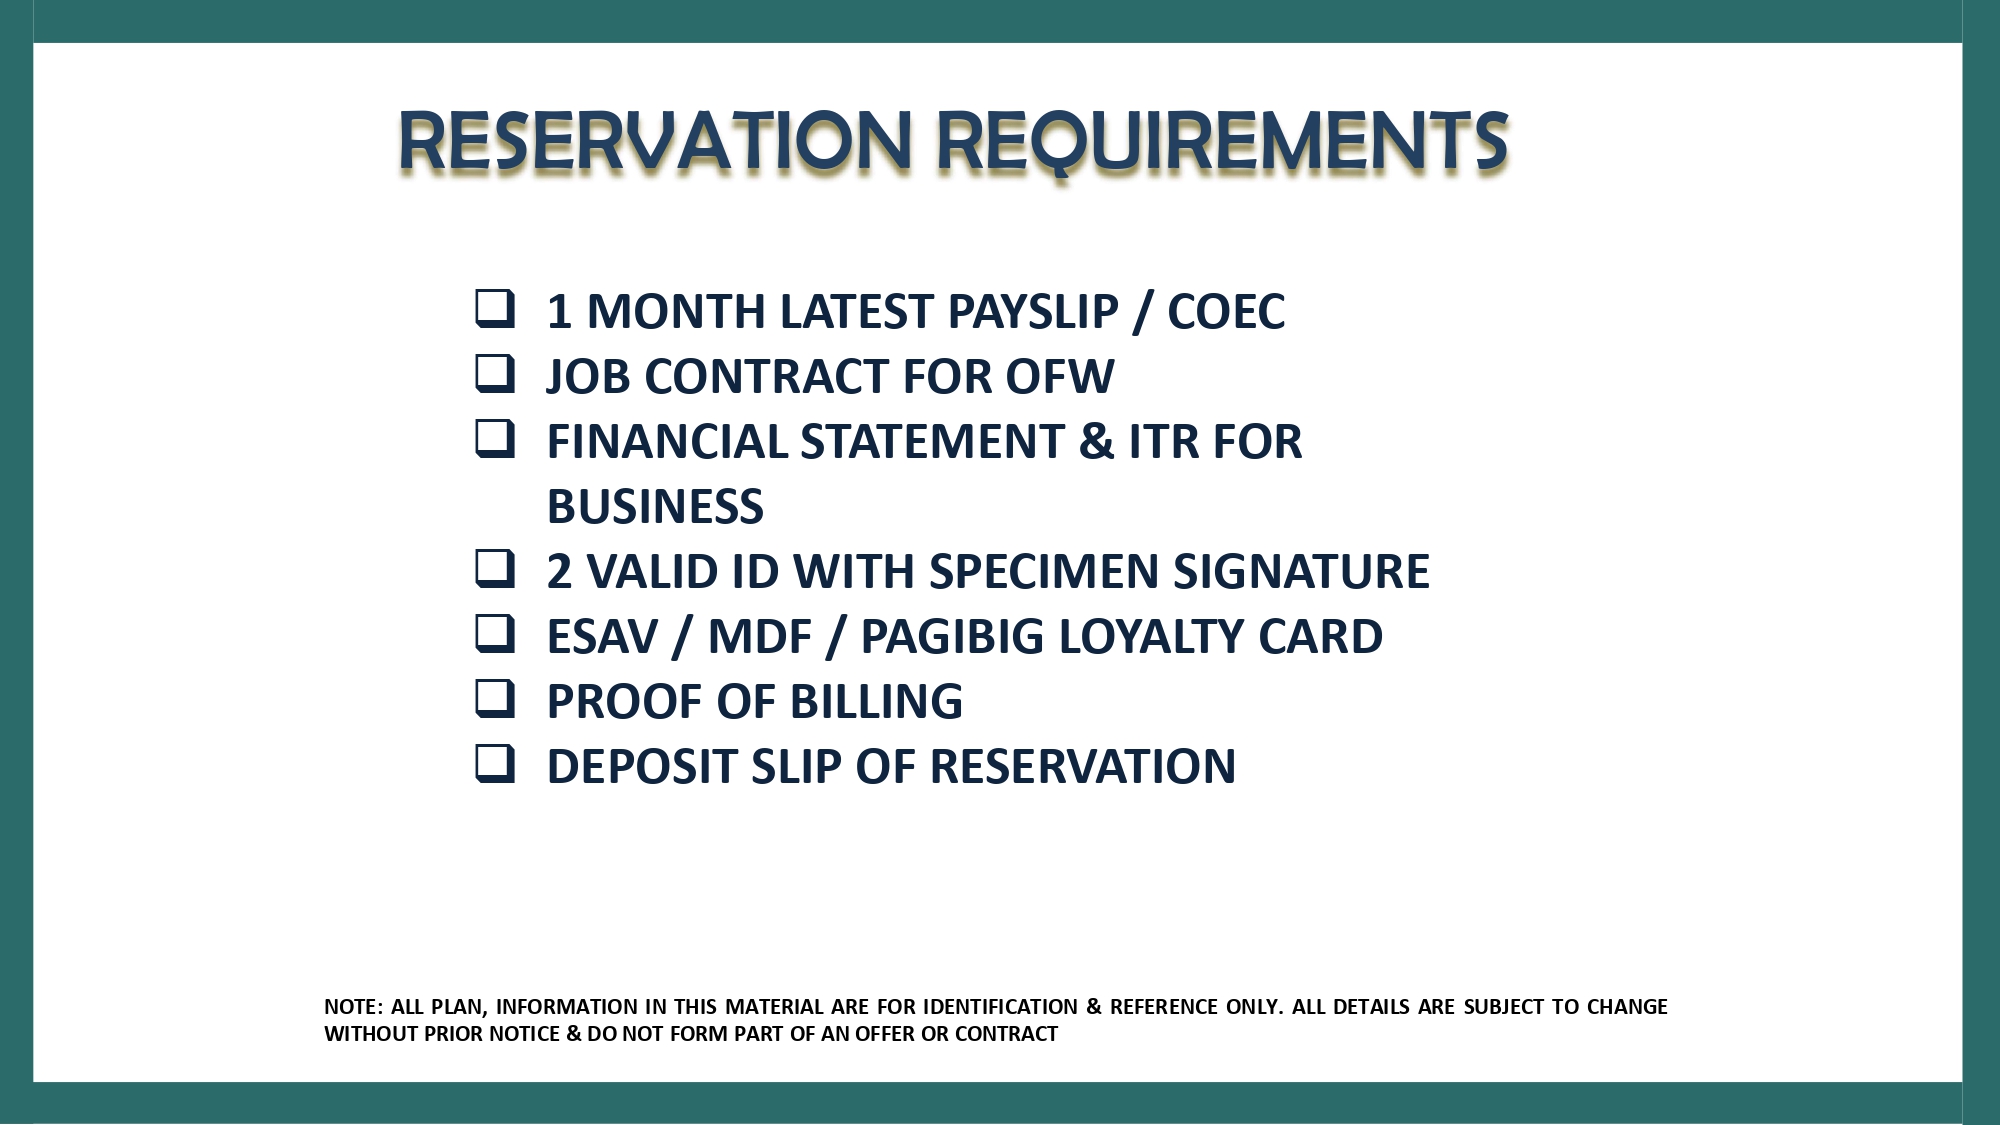 RESERVATION REQUIREMENTS
❑ 1 MONTH LATEST PAYSLIP / COEC
❑ JOB CONTRACT FOR OFW
❑ FINANCIAL STATEMENT & ITR FOR
BUSINESS
❑ 2 VALID ID WITH SPECIMEN SIGNATURE
❑ ESAV / MDF / PAGIBIG LOYALTY CARD
❑ PROOF OF BILLING
❑ DEPOSIT SLIP OF RESERVATION
NOTE: ALL PLAN, INFORMATION IN THIS MATERIAL ARE FOR IDENTIFICATION & REFERENCE ONLY. ALL DETAILS ARE SUBJECT TO CHANGE
WITHOUT PRIOR NOTICE & DO NOT FORM PART OF AN OFFER OR CONTRACT